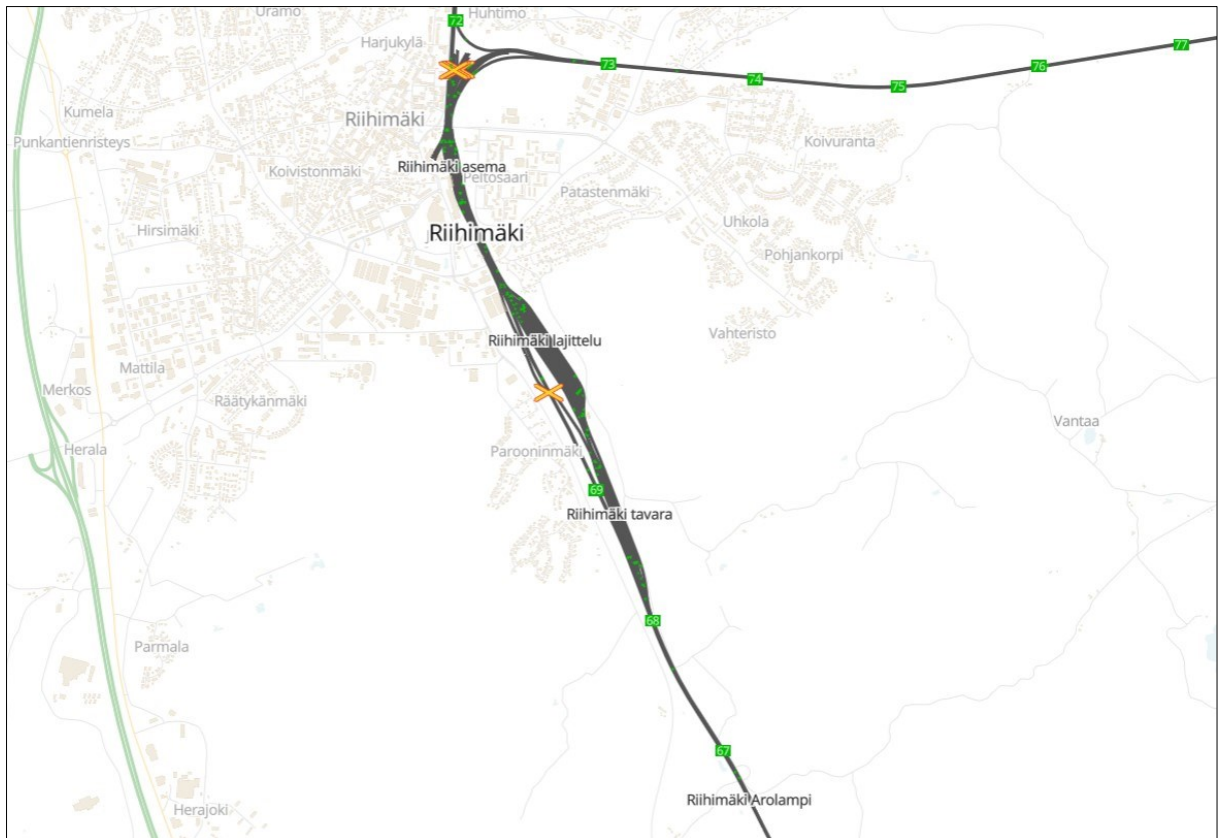 Uramo
72
Huhtimo
Harjukylä
77
73
76
74
75
Kumela
Riihimäki
Punkantienristeys
Koivuranta
Riihimäki asema
Koivistonmäki
Peltosaari
Patastenmäki
Uhkola
Hirsimäki
Riihimäki
Pohjankorpi
Vahteristo
Riihimäki lajittelu
Mattila
Merkos
Räätykänmäki
Vantaa
Herala
Parooninmäki
69
Riihimäki tavara
68
Parmala
67
Riihimäki Arolampi
Herajoki